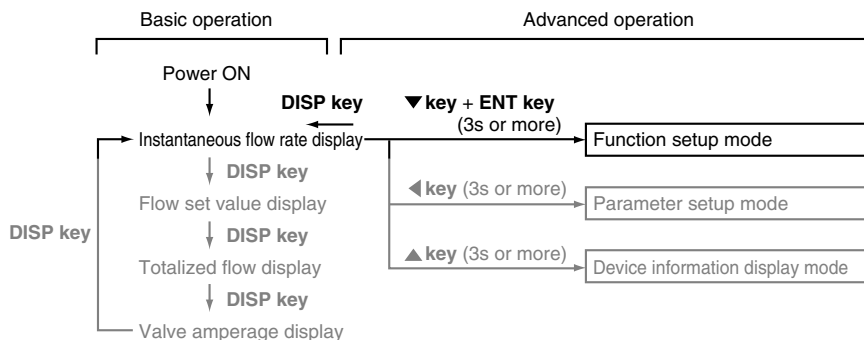 Basic operation
Advanced operation
Power ON
DISP key
▼ key + ENT key
(3s or more)
Instantaneous flow rate display
Function setup mode
DISP key
◀ key (3s or more)
Flow set value display
Parameter setup mode
DISP key
DISP key
▲ key (3s or more)
Totalized flow display
Device information display mode
DISP key
Valve amperage display